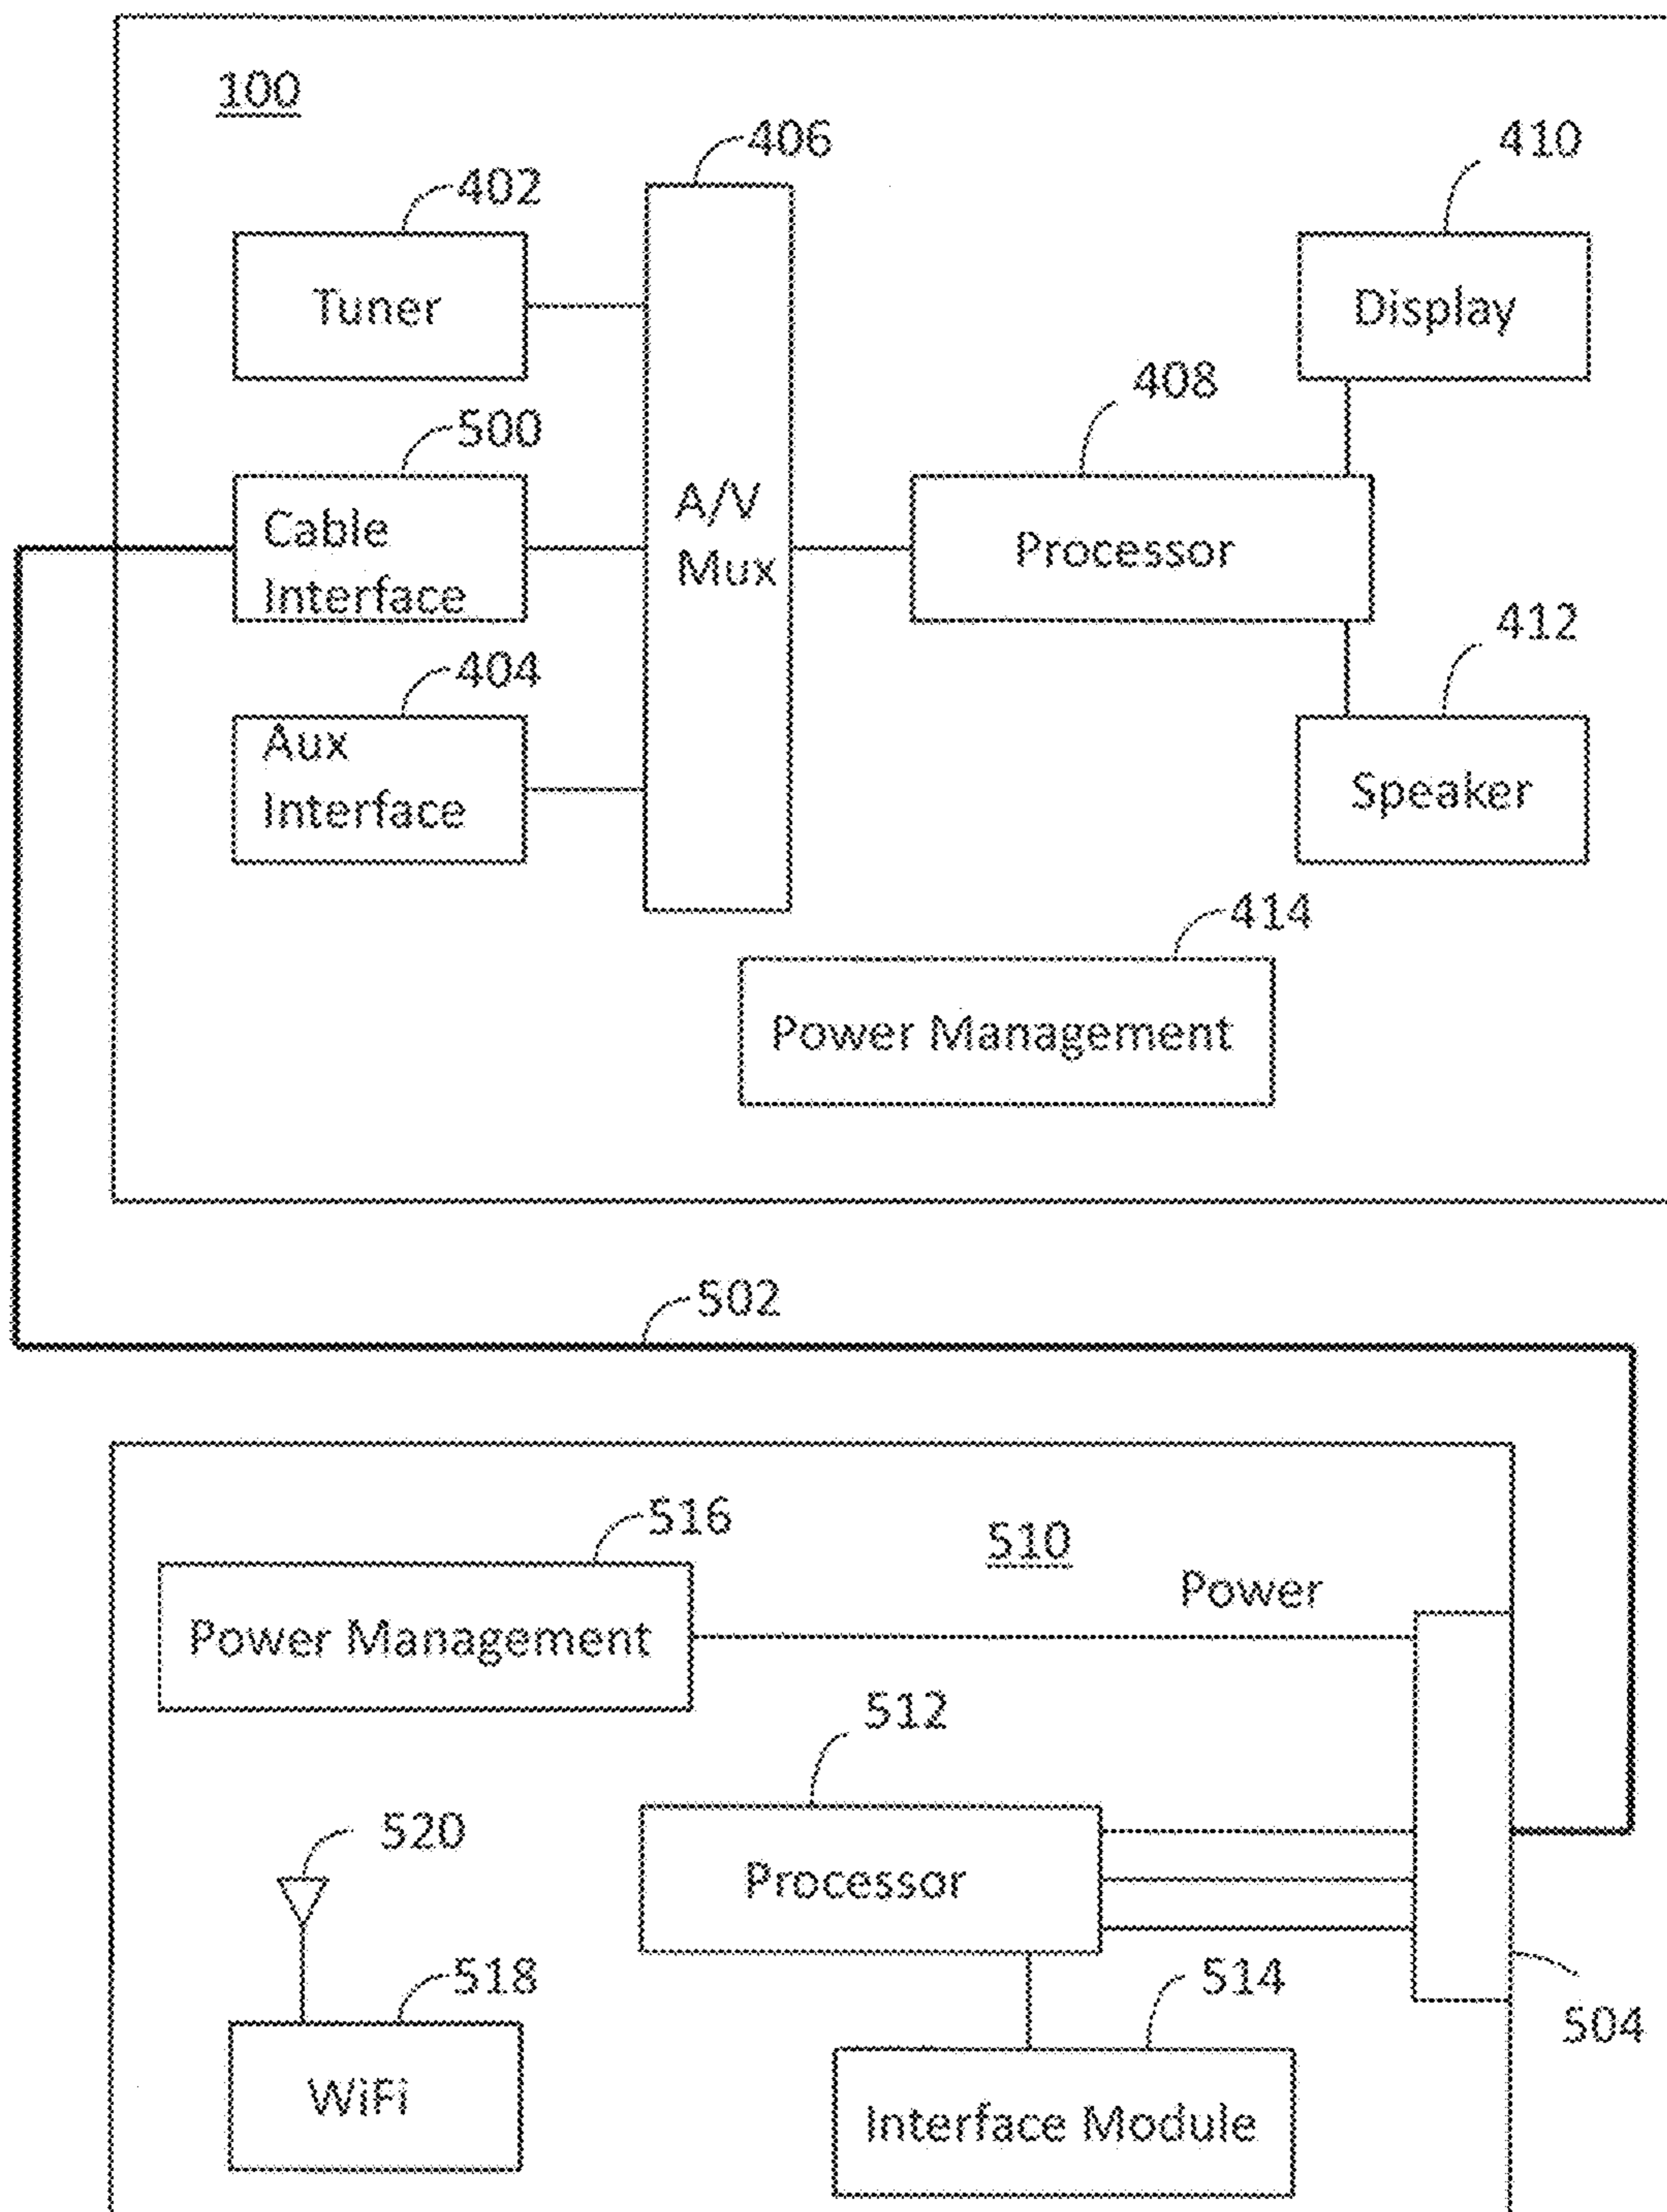 100
406
410
402
Tuner
Display
408
500
Cable
Interface
A/V
Mux
Processor
412
404
Aux
Interface
Speaker
414
Power Management
502
516
510
Power
Power Management
512
520
Processor
518
514
504
WiFi
Interface Module